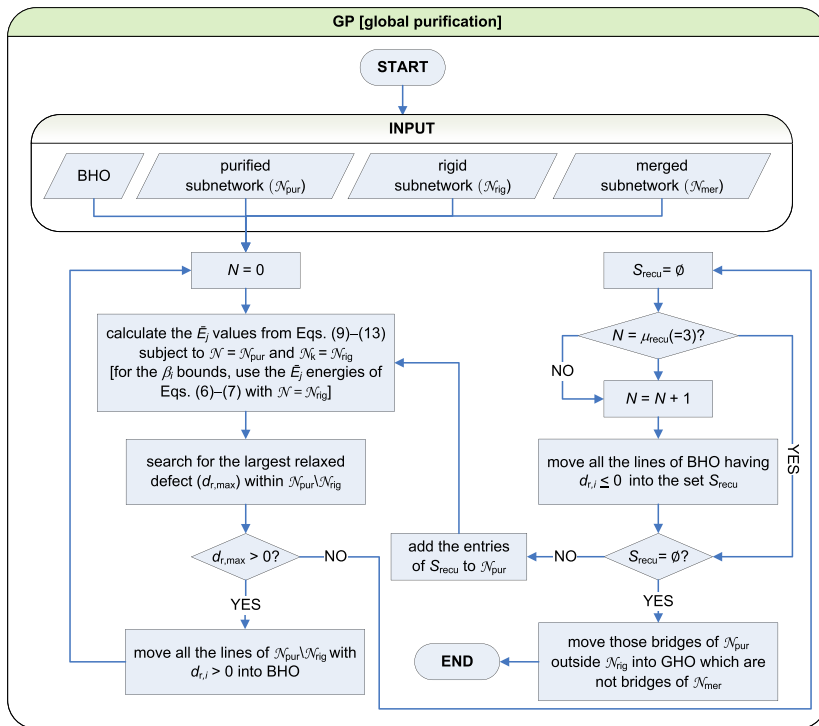 GP [global purification]
START
INPUT
BHO
purified
subnetwork (𝒩pur)
rigid
subnetwork (𝒩rig)
merged
subnetwork (𝒩mer)
N = 0
calculate the Ēj values from Eqs. (9)–(13)
subject to 𝒩 = 𝒩pur and 𝒩k = 𝒩rig
[for the βi bounds, use the Ēj energies of
Eqs. (6)–(7) with 𝒩 = 𝒩rig]
search for the largest relaxed
defect (dr,max) within 𝒩pur\𝒩rig
dr,max > 0?
NO
YES
move all the lines of 𝒩pur\𝒩rig with
dr,i > 0 into BHO
Srecu = ∅
N = μrecu(=3)?
NO
YES
N = N + 1
move all the lines of BHO having
dr,i ≤ 0 into the set Srecu
Srecu = ∅?
NO
add the entries
of Srecu to 𝒩pur
YES
move those bridges of 𝒩pur
outside 𝒩rig into GHO which are
not bridges of 𝒩mer
END